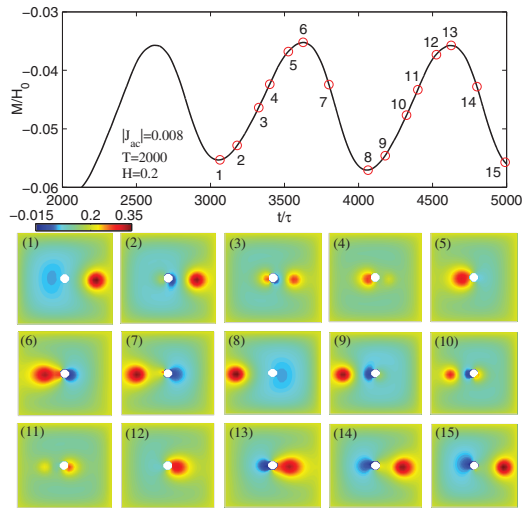 −0.03
−0.04
−0.05
−0.06
M/H0
6
5
4
3
2
1
7
13
12
11
10
9
8
14
15
|Jac|=0.008
T=2000
H=0.2
2000 2500 3000 3500 4000 4500 5000
t/τ
−0.015 0.2 0.35
(1) (2) (3) (4) (5)
(6) (7) (8) (9) (10)
(11) (12) (13) (14) (15)